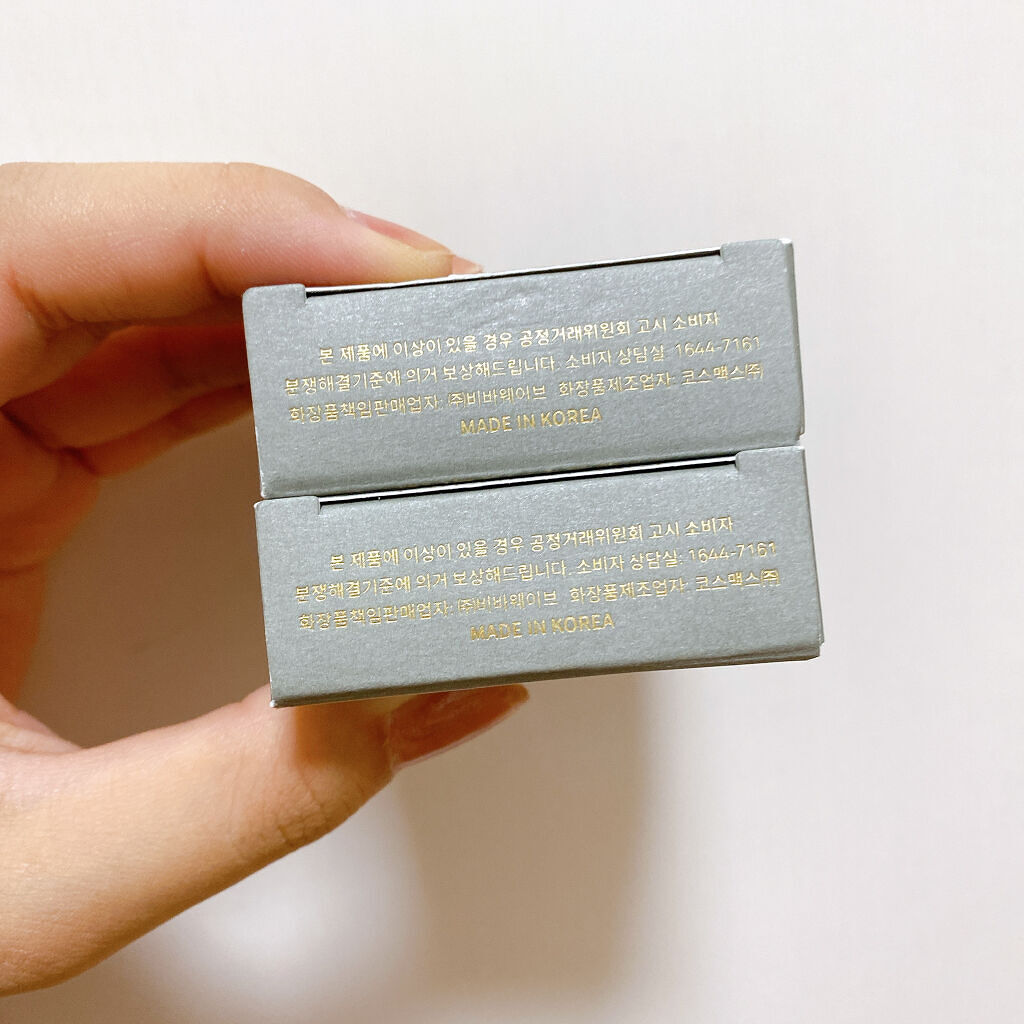 본 제품에 이상이 있을 경우 공정거래위원회 고시 소비자
분쟁해결기준에 의거 보상해드립니다. 소비자 상담실: 1644-7161
화장품책임판매업자: ㈜비바웨이브 화장품제조업자: 코스맥스㈜
MADE IN KOREA
본 제품에 이상이 있을 경우 공정거래위원회 고시 소비자
분쟁해결기준에 의거 보상해드립니다. 소비자 상담실: 1644-7161
화장품책임판매업자: ㈜비바웨이브 화장품제조업자: 코스맥스㈜
MADE IN KOREA